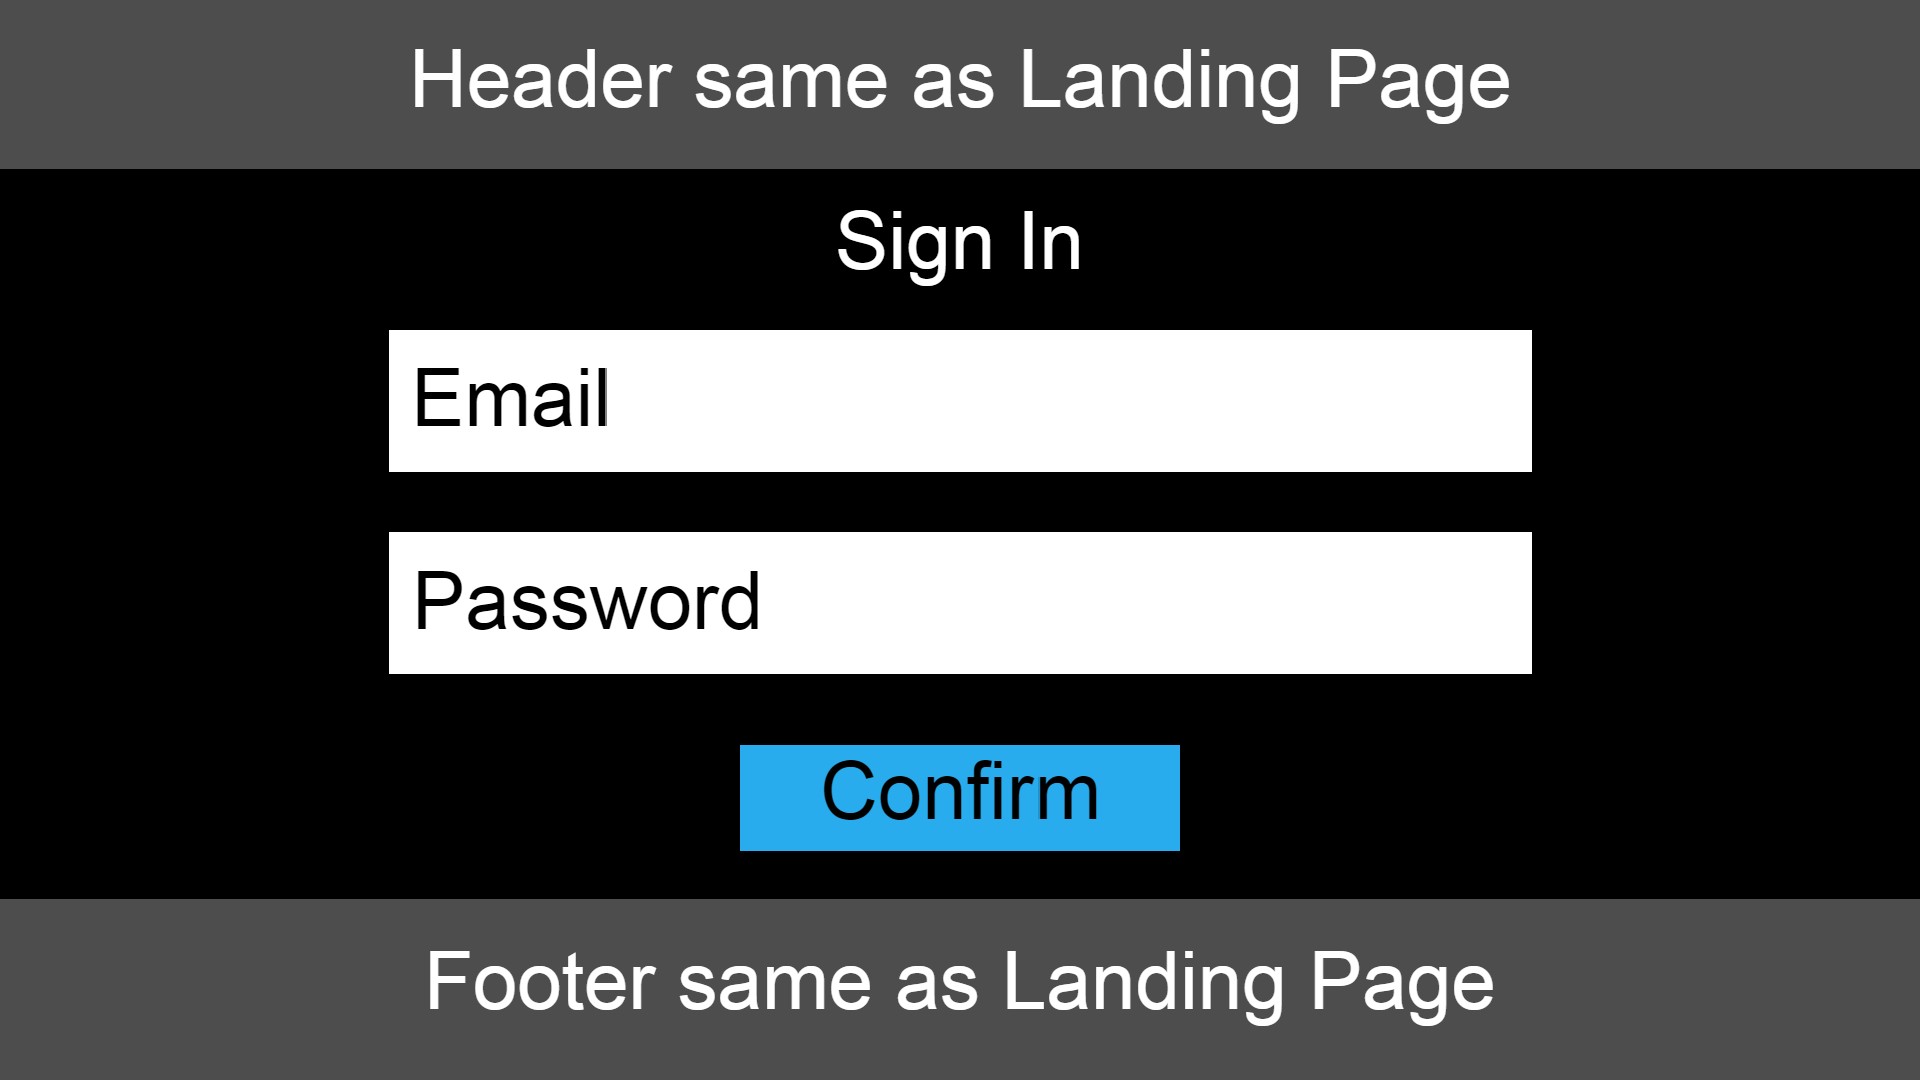 Header same as Landing Page
Sign In
Email
Password
Confirm
Footer same as Landing Page